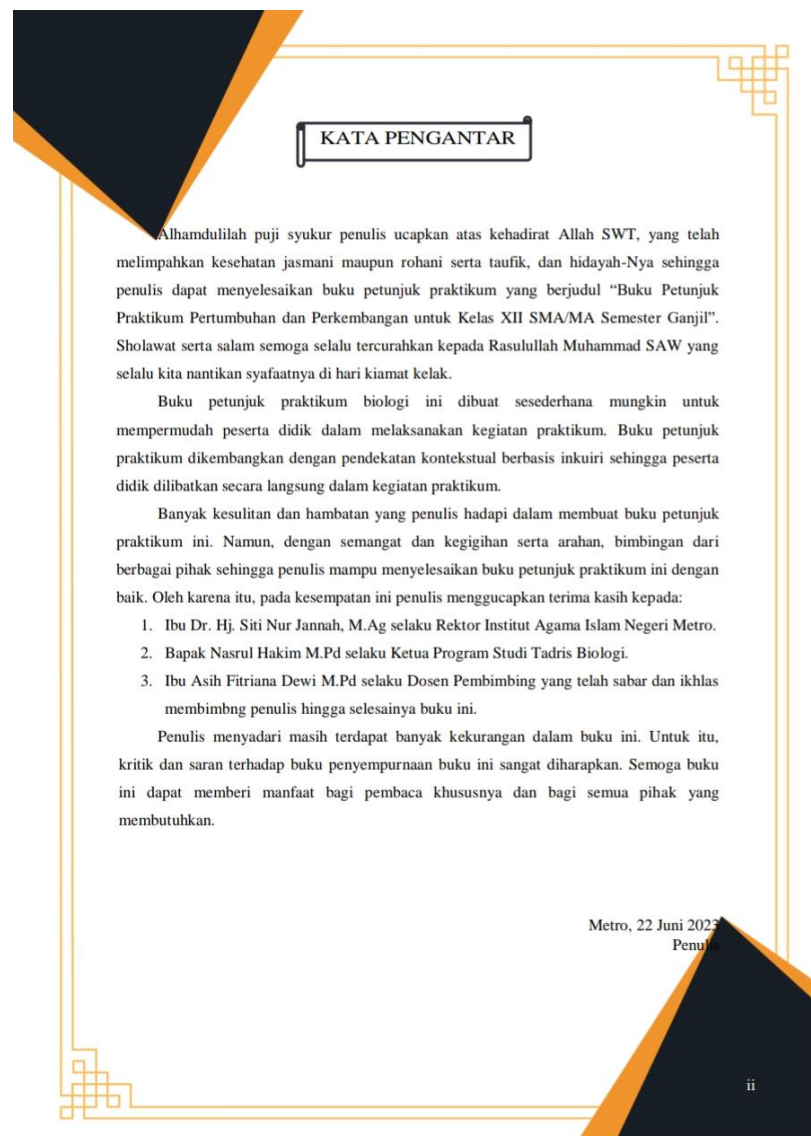 KATA PENGANTAR
Alhamdulilah puji syukur penulis ucapkan atas kehadirat Allah SWT, yang telah
melimpahkan kesehatan jasmani maupun rohani serta taufik, dan hidayah-Nya sehingga
penulis dapat menyelesaikan buku petunjuk praktikum yang berjudul “Buku Petunjuk
Praktikum Pertumbuhan dan Perkembangan untuk Kelas XII SMA/MA Semester Ganjil”.
Sholawat serta salam semoga selalu tercurahkan kepada Rasulullah Muhammad SAW yang
selalu kita nantikan syafaatnya di hari kiamat kelak.
Buku petunjuk praktikum biologi ini dibuat sesederhana mungkin untuk
mempermudah peserta didik dalam melaksanakan kegiatan praktikum. Buku petunjuk
praktikum dikembangkan dengan pendekatan kontekstual berbasis inkuiri sehingga peserta
didik dilibatkan secara langsung dalam kegiatan praktikum.
Banyak kesulitan dan hambatan yang penulis hadapi dalam membuat buku petunjuk
praktikum ini. Namun, dengan semangat dan kegigihan serta arahan, bimbingan dari
berbagai pihak sehingga penulis mampu menyelesaikan buku petunjuk praktikum ini dengan
baik. Oleh karena itu, pada kesempatan ini penulis menggucapkan terima kasih kepada:
1. Ibu Dr. Hj. Siti Nur Jannah, M.Ag selaku Rektor Institut Agama Islam Negeri Metro.
2. Bapak Nasrul Hakim M.Pd selaku Ketua Program Studi Tadris Biologi.
3. Ibu Asih Fitriana Dewi M.Pd selaku Dosen Pembimbing yang telah sabar dan ikhlas
membimbng penulis hingga selesainya buku ini.
Penulis menyadari masih terdapat banyak kekurangan dalam buku ini. Untuk itu,
kritik dan saran terhadap buku penyempurnaan buku ini sangat diharapkan. Semoga buku
ini dapat memberi manfaat bagi pembaca khususnya dan bagi semua pihak yang
membutuhkan.
Metro, 22 Juni 2023
Penulis
ii